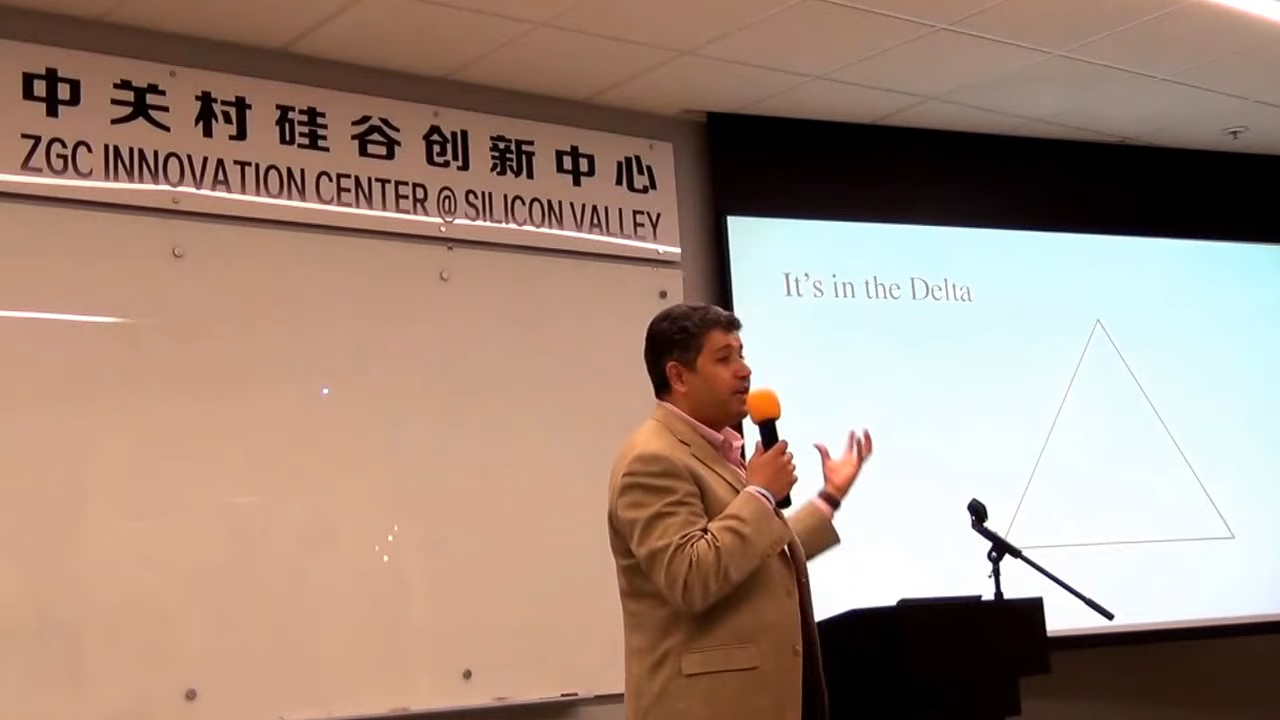 中关村硅谷创新中心
ZGC INNOVATION CENTER @ SILICON VALLEY
It's in the Delta